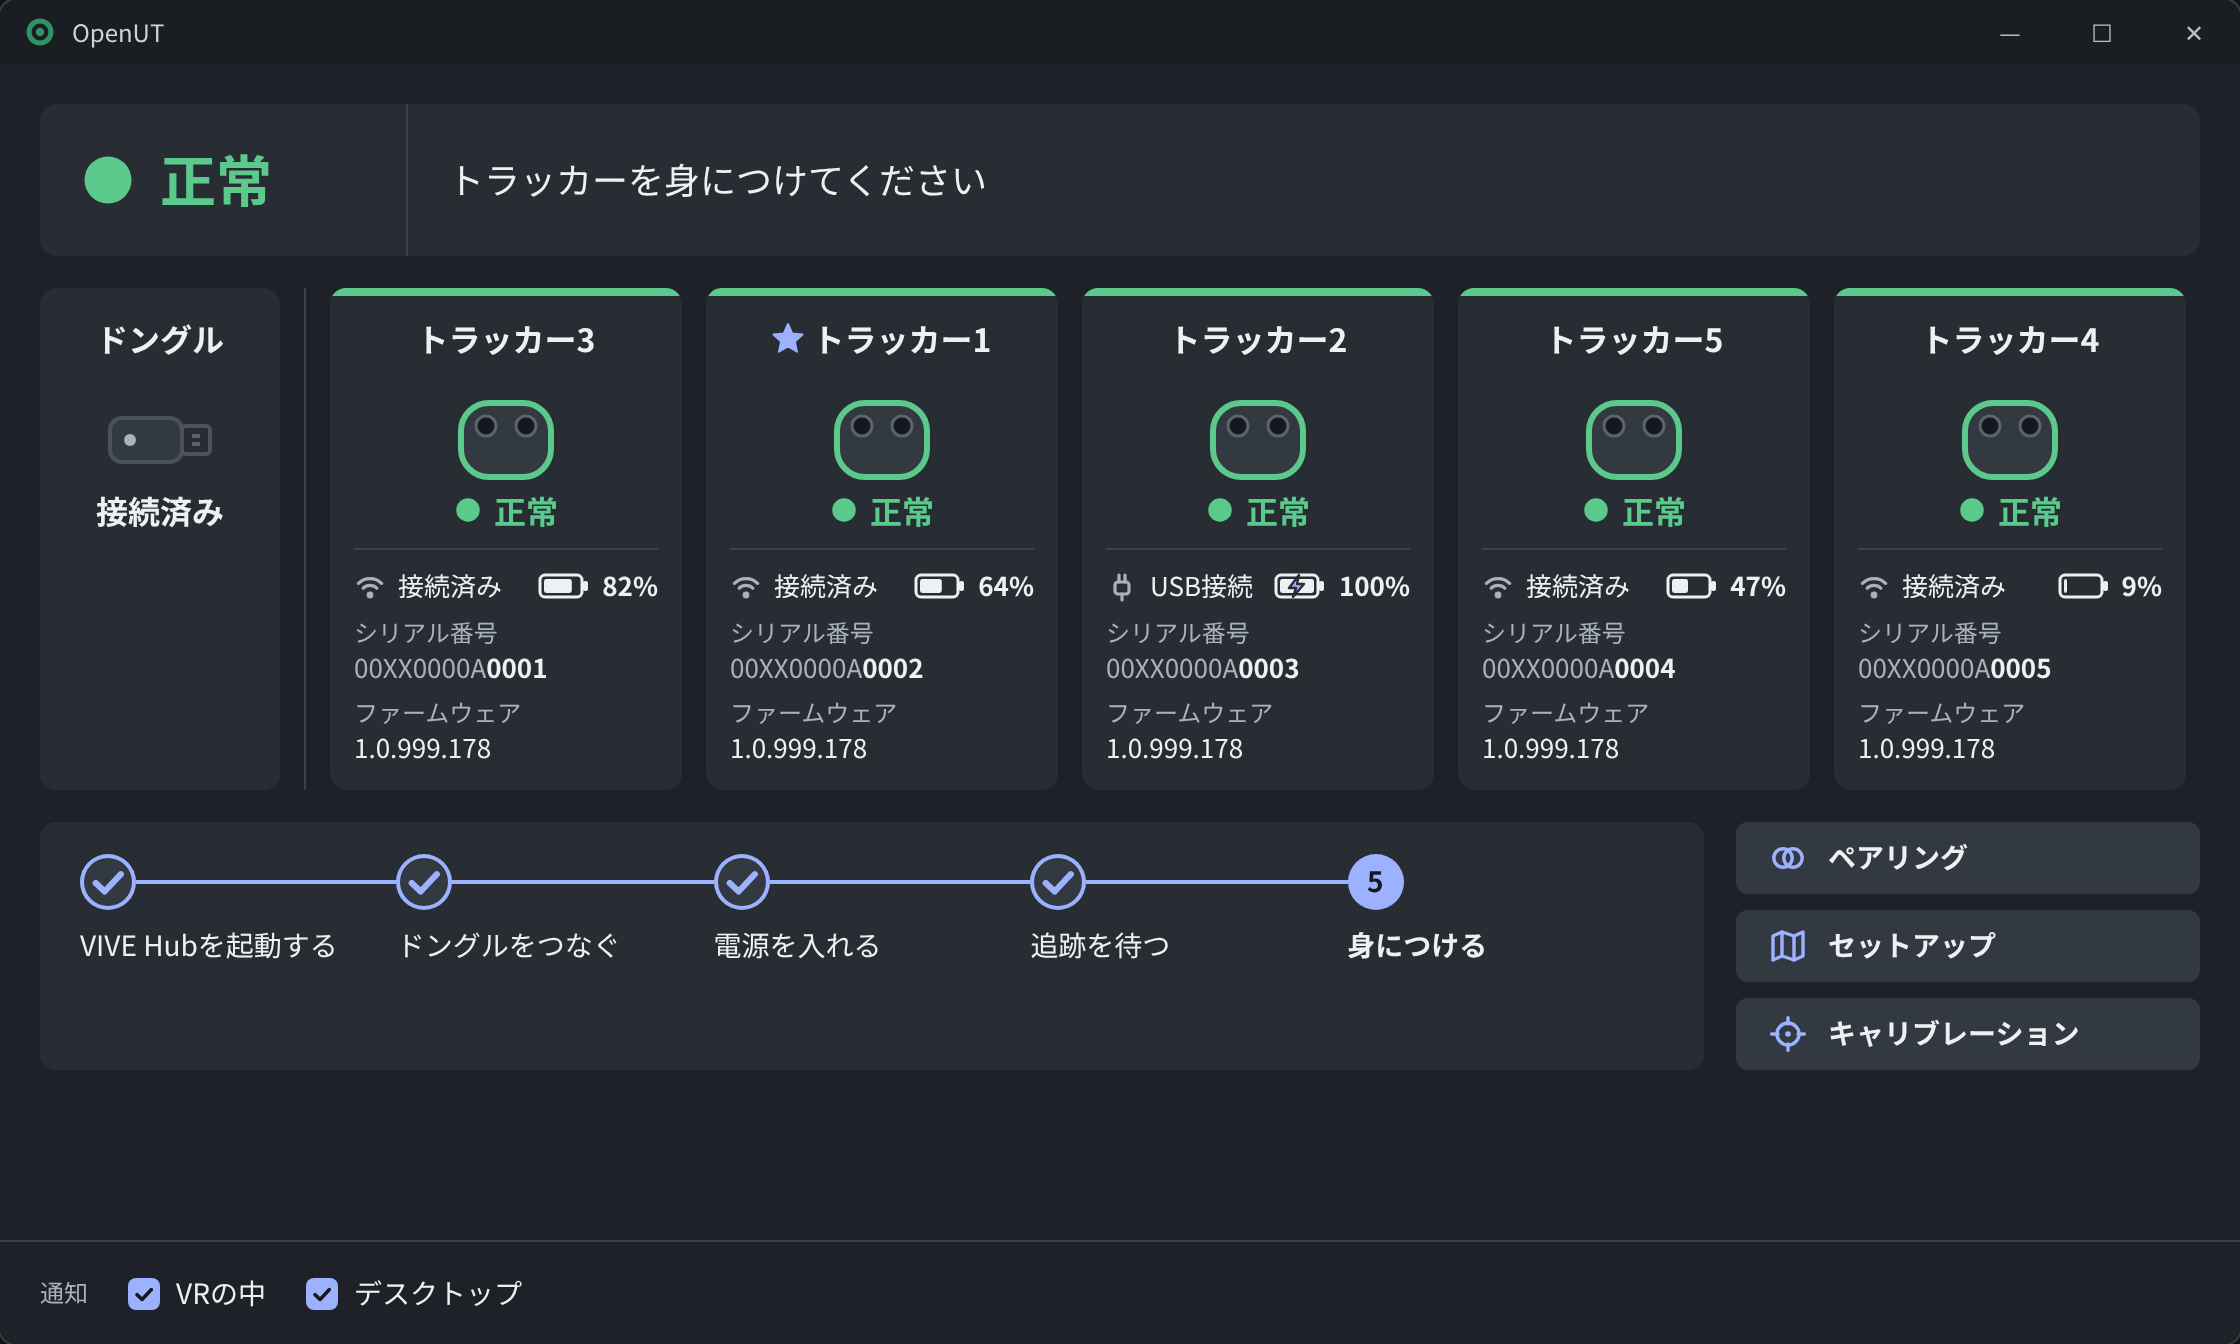 OpenUT
正常
トラッカーを身につけてください
ドングル
接続済み
トラッカー3
正常
接続済み 82%
シリアル番号
00XX0000A0001
ファームウェア
1.0.999.178
トラッカー1
正常
接続済み 64%
シリアル番号
00XX0000A0002
ファームウェア
1.0.999.178
トラッカー2
正常
USB接続 100%
シリアル番号
00XX0000A0003
ファームウェア
1.0.999.178
トラッカー5
正常
接続済み 47%
シリアル番号
00XX0000A0004
ファームウェア
1.0.999.178
トラッカー4
正常
接続済み 9%
シリアル番号
00XX0000A0005
ファームウェア
1.0.999.178
VIVE Hubを起動する
ドングルをつなぐ
電源を入れる
追跡を待つ
5
身につける
ペアリング
セットアップ
キャリブレーション
通知 VRの中 デスクトップ